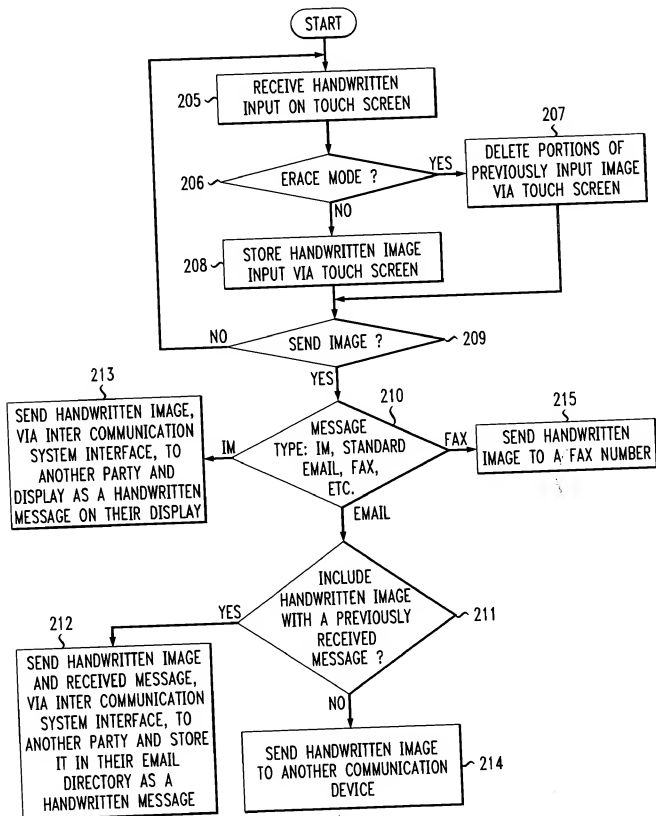 START
205
RECEIVE HANDWRITTEN
INPUT ON TOUCH SCREEN
206
ERACE MODE ?
YES
NO
207
DELETE PORTIONS OF
PREVIOUSLY INPUT IMAGE
VIA TOUCH SCREEN
208
STORE HANDWRITTEN IMAGE
INPUT VIA TOUCH SCREEN
NO
SEND IMAGE ?
209
YES
213
SEND HANDWRITTEN IMAGE,
VIA INTER COMMUNICATION
SYSTEM INTERFACE, TO
ANOTHER PARTY AND
DISPLAY AS A HANDWRITTEN
MESSAGE ON THEIR DISPLAY
IM
210
MESSAGE
TYPE: IM, STANDARD
EMAIL, FAX,
ETC.
FAX
215
SEND HANDWRITTEN
IMAGE TO A FAX NUMBER
EMAIL
INCLUDE
HANDWRITTEN IMAGE
WITH A PREVIOUSLY
RECEIVED
MESSAGE ?
211
YES
212
SEND HANDWRITTEN IMAGE
AND RECEIVED MESSAGE,
VIA INTER COMMUNICATION
SYSTEM INTERFACE, TO
ANOTHER PARTY AND STORE
IT IN THEIR EMAIL
DIRECTORY AS A
HANDWRITTEN MESSAGE
NO
SEND HANDWRITTEN IMAGE
TO ANOTHER COMMUNICATION
DEVICE
214